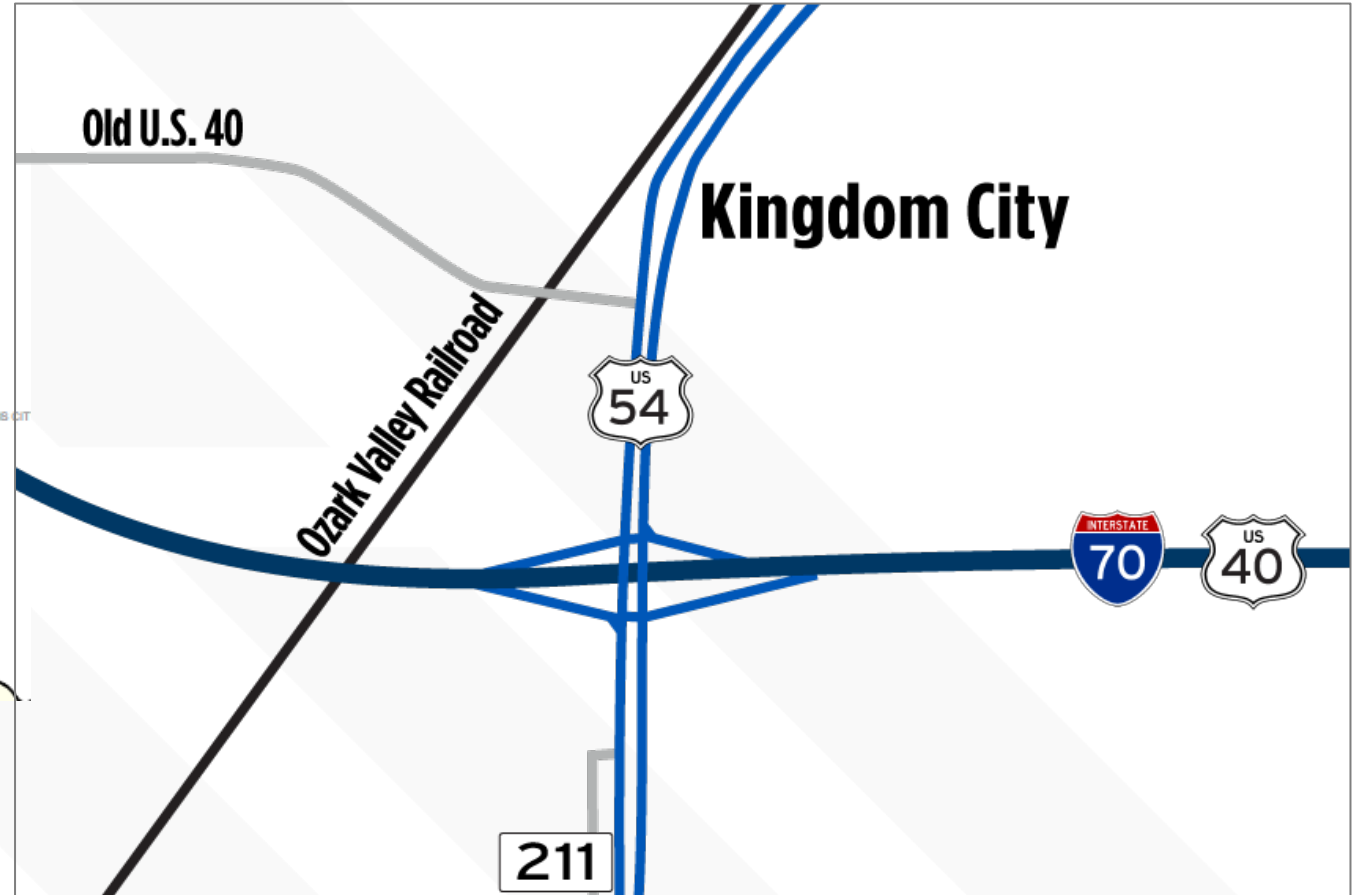 Old U.S. 40
Kingdom City
Ozark Valley Railroad
US
54
INTERSTATE
70
US
40
211